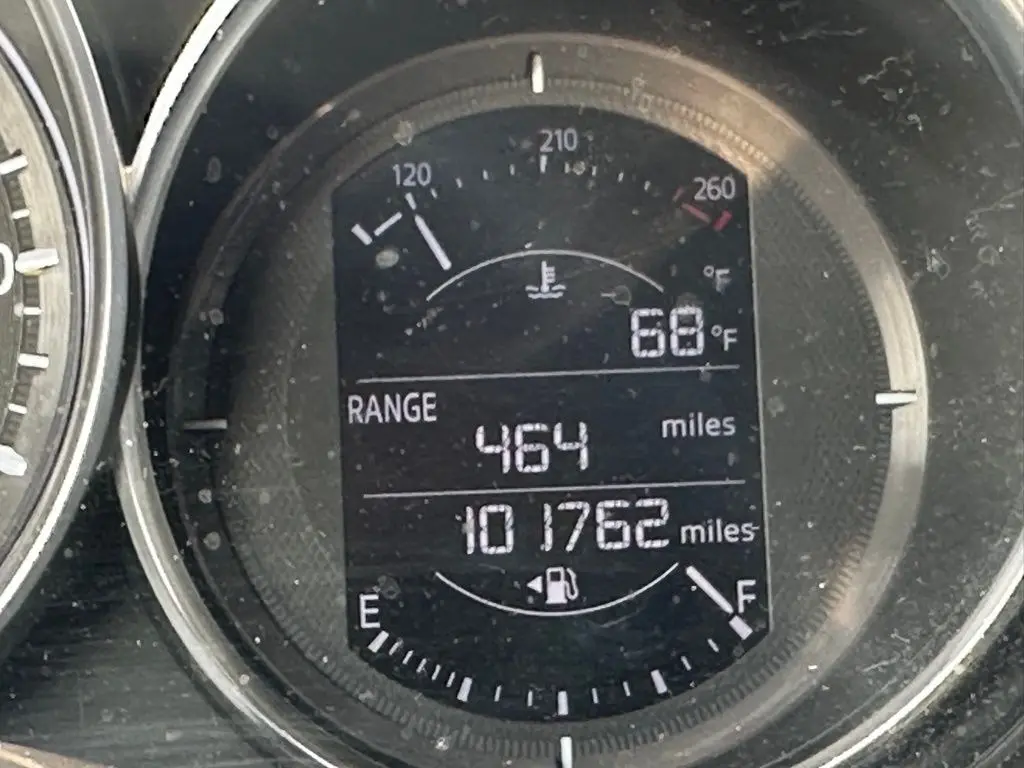 210
120
260
°F
68 °F
RANGE
464 miles
101762 miles
E F